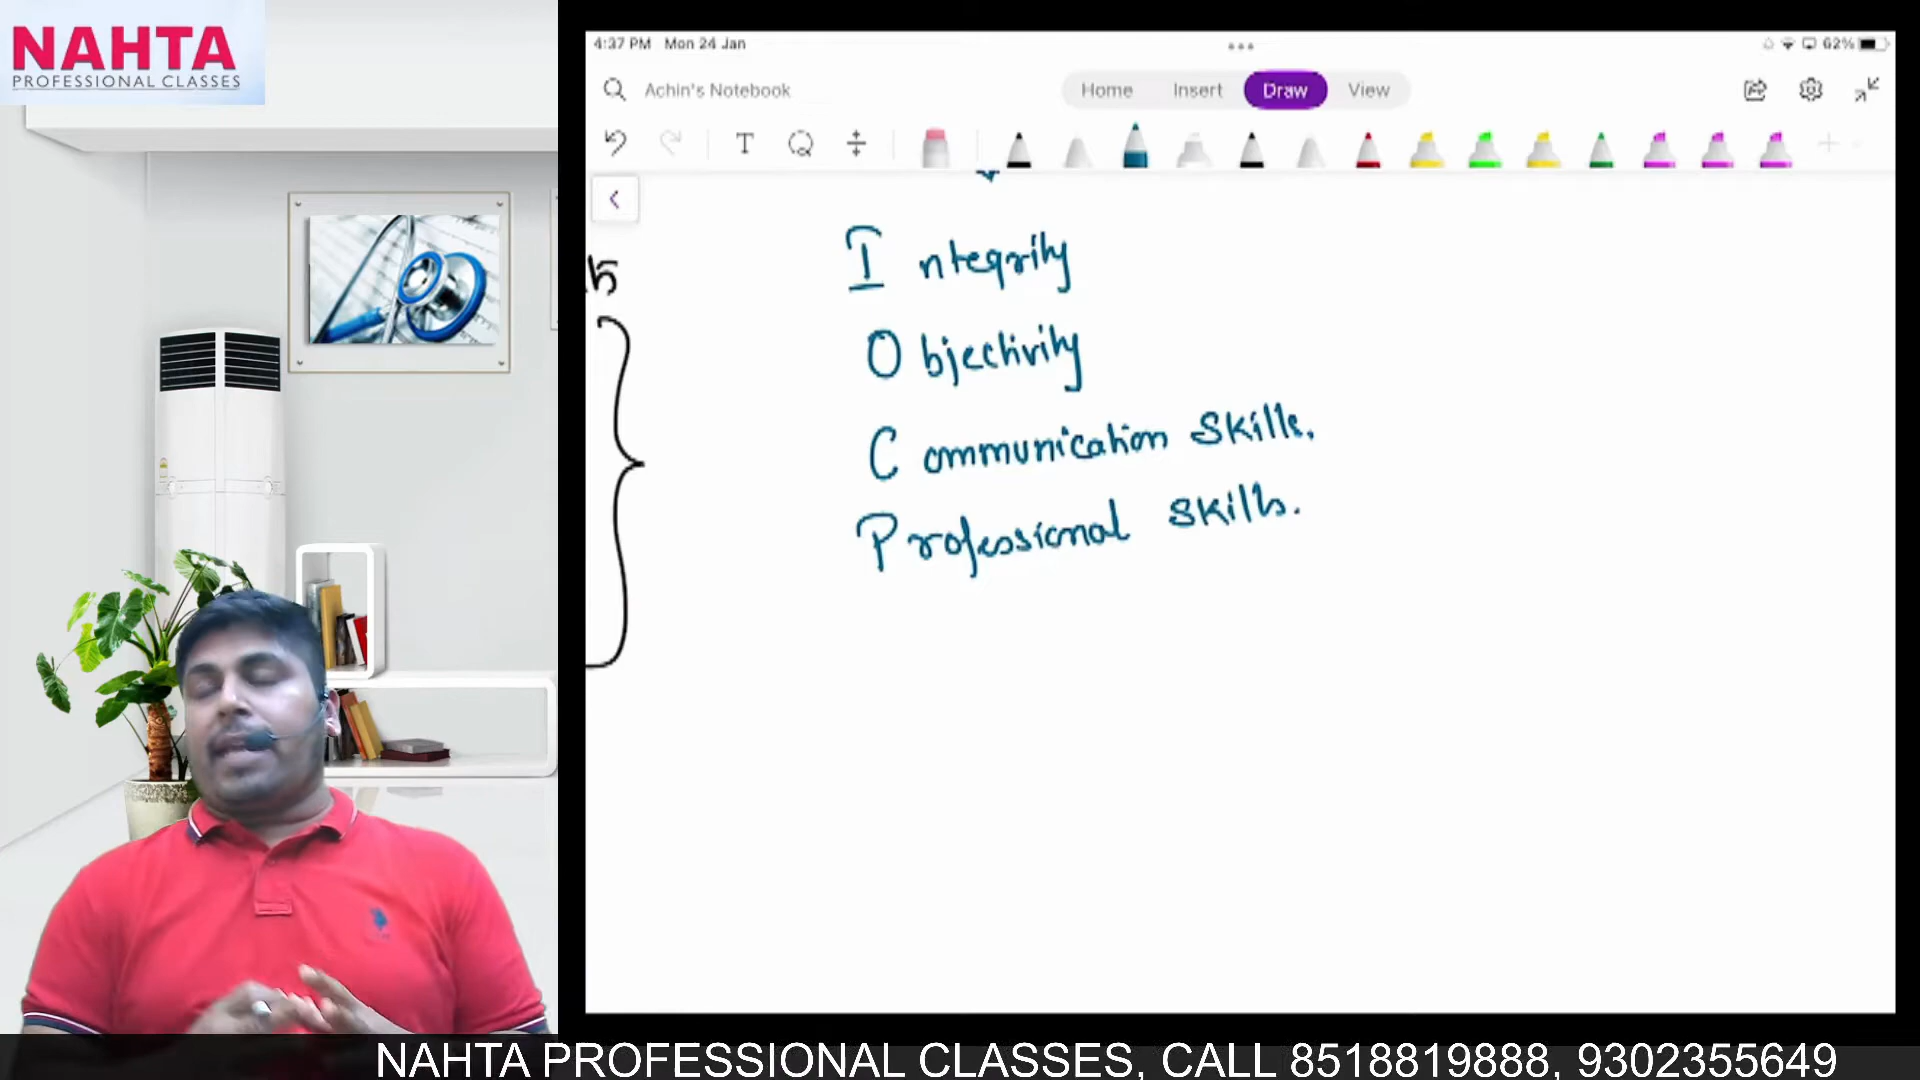 NAHTA
PROFESSIONAL CLASSES
4:37 PM Mon 24 Jan
62%
Achin's Notebook
Home Insert Draw View
T
Integrity
Objectivity
Communication Skills.
Professional Skills.
NAHTA PROFESSIONAL CLASSES, CALL 8518819888, 9302355649